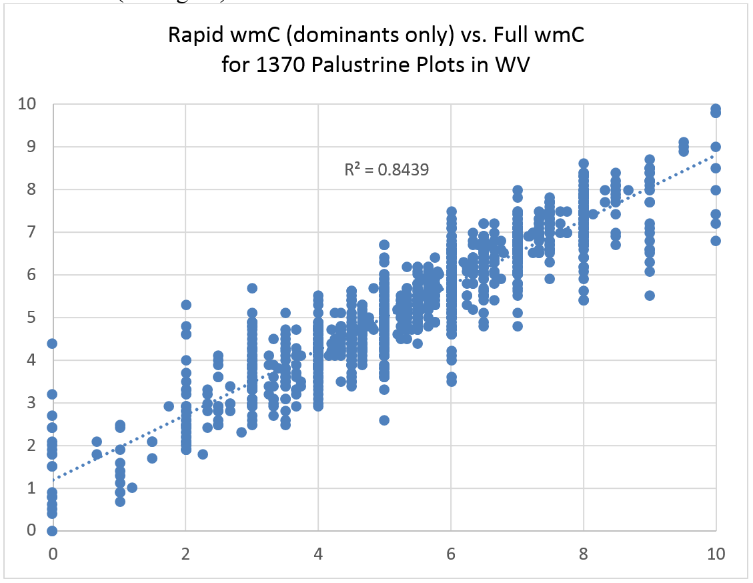 Rapid wmC (dominants only) vs. Full wmC
for 1370 Palustrine Plots in WV
10
9
R² = 0.8439
8
7
6
5
4
3
2
1
0
0 2 4 6 8 10